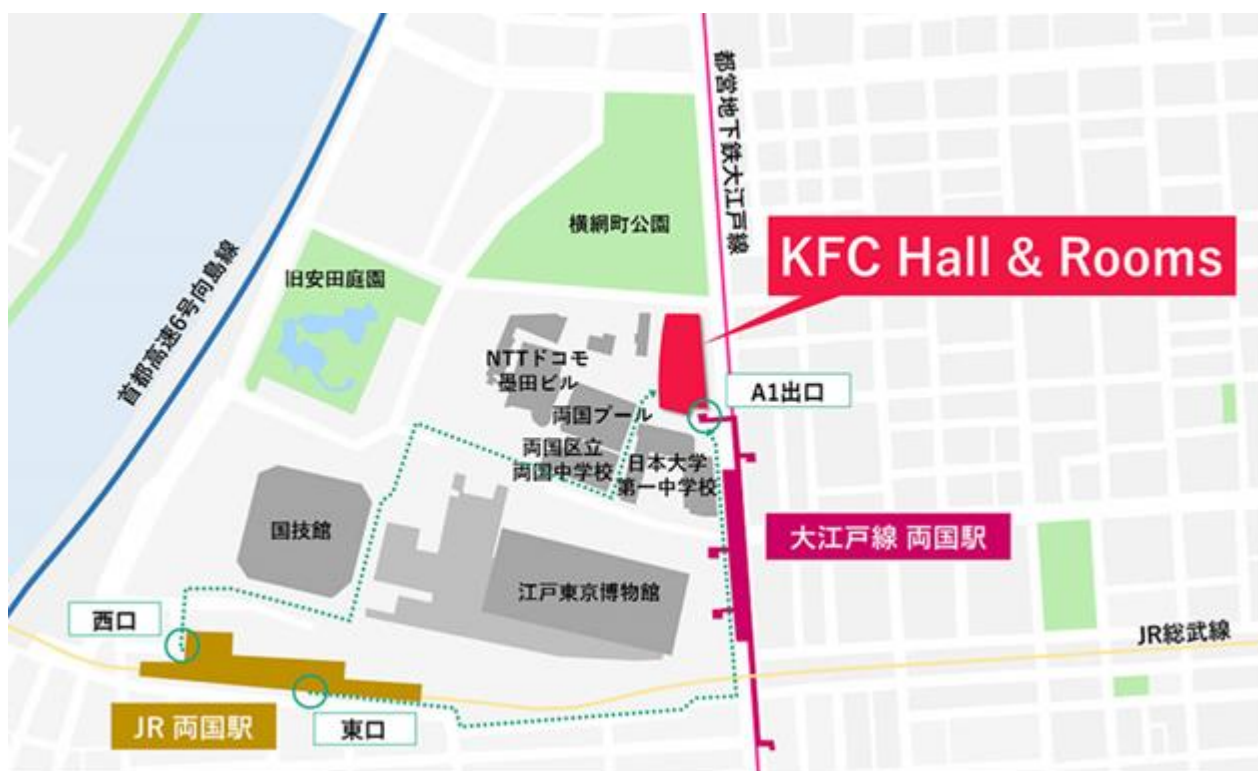 都営地下鉄大江戸線
横網町公園
KFC Hall & Rooms
首都高速6号向島線
旧安田庭園
NTTドコモ
墨田ビル
A1出口
両国プール
両国区立
両国中学校
日本大学
第一中学校
国技館
大江戸線 両国駅
江戸東京博物館
西口
JR総武線
JR 両国駅
東口